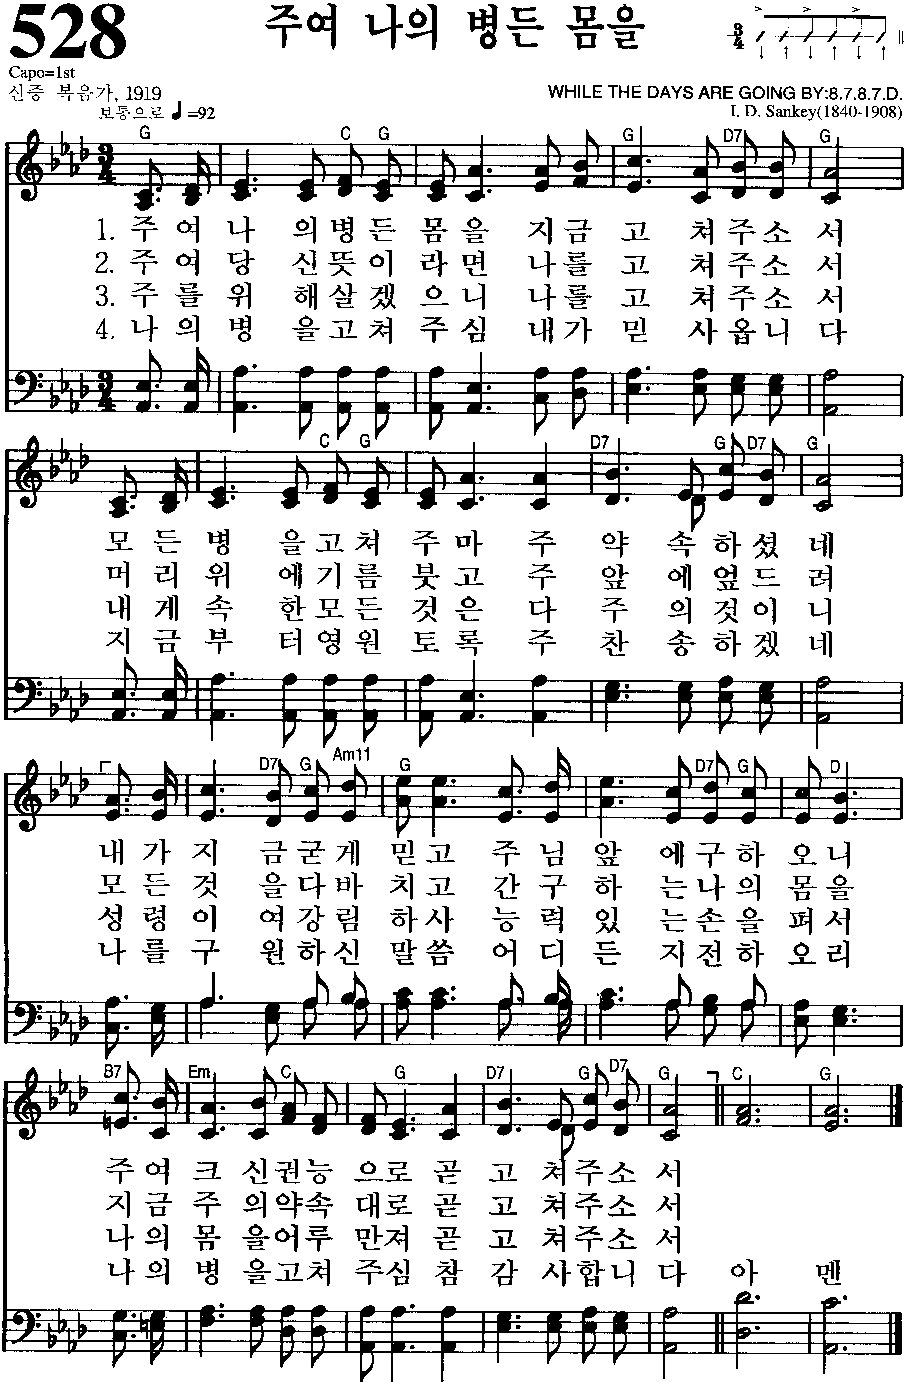 528
주여 나의 병든 몸을
3/4
Capo=1st
신증 복음가, 1919
WHILE THE DAYS ARE GOING BY:8.7.8.7.D.
보통으로 ♩=92
I. D. Sankey(1840-1908)
G C G G D7 G
1. 주 여 나 의 병 든 몸 을 지 금 고 쳐 주 소 서
2. 주 여 당 신 뜻 이 라 면 나 를 고 쳐 주 소 서
3. 주 를 위 해 살 겠 으 니 나 를 고 쳐 주 소 서
4. 나 의 병 을 고 쳐 주 심 내 가 믿 사 옵 니 다
C G D7 G D7 G
모 든 병 을 고 쳐 주 마 주 약 속 하 셨 네
머 리 위 에 기 름 붓 고 주 앞 에 엎 드 려
내 게 속 한 모 든 것 은 다 주 의 것 이 니
지 금 부 터 영 원 토 록 주 찬 송 하 겠 네
D7 G Am11 G D7 G D
내 가 지 금 굳 게 믿 고 주 님 앞 에 구 하 오 니
모 든 것 을 다 바 치 고 간 구 하 는 나 의 몸 을
성 령 이 여 강 림 하 사 능 력 있 는 손 을 펴 서
나 를 구 원 하 신 말 씀 어 디 든 지 전 하 오 리
B7 Em C G D7 G D7 G C G
주 여 크 신 권 능 으 로 곧 고 쳐 주 소 서
지 금 주 의 약 속 대 로 곧 고 쳐 주 소 서
나 의 몸 을 어 루 만 져 곧 고 쳐 주 소 서
나 의 병 을 고 쳐 주 심 참 감 사 합 니 다 아 멘